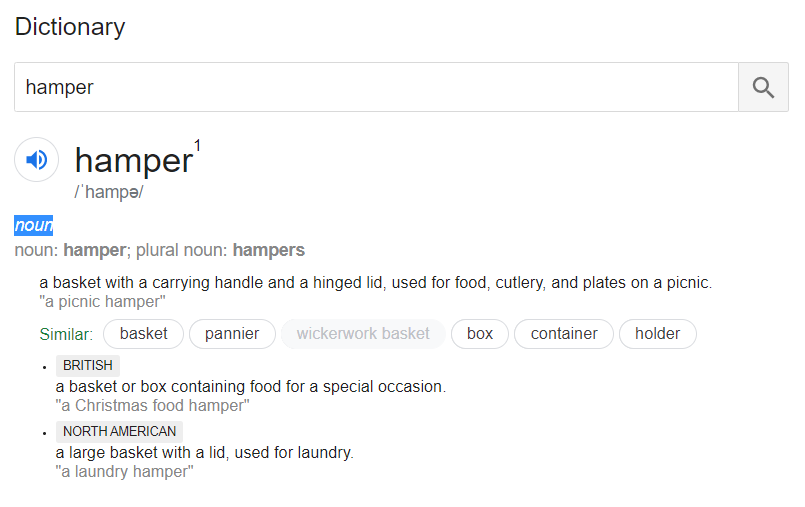 Dictionary
hamper
hamper1
/ˈhampə/
noun
noun: hamper; plural noun: hampers
a basket with a carrying handle and a hinged lid, used for food, cutlery, and plates on a picnic.
"a picnic hamper"
Similar: basket pannier wickerwork basket box container holder
• BRITISH
a basket or box containing food for a special occasion.
"a Christmas food hamper"
• NORTH AMERICAN
a large basket with a lid, used for laundry.
"a laundry hamper"